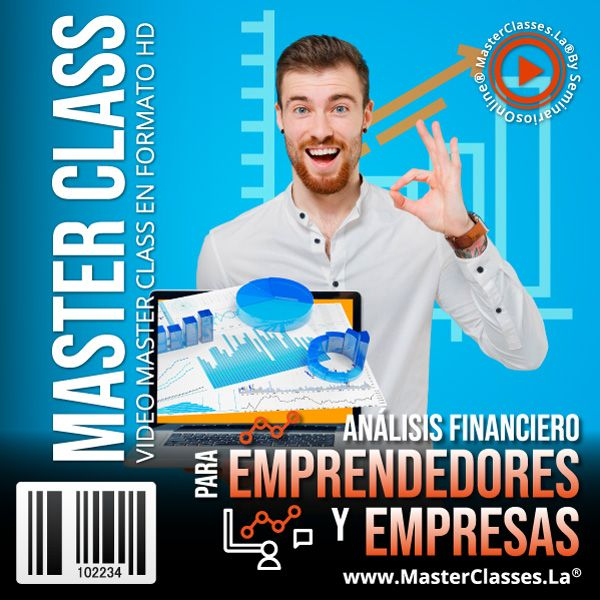 MASTER CLASS
VIDEO MASTER CLASS EN FORMATO HD
MasterClasses.La® By SeminariosOnline®
ANÁLISIS FINANCIERO
PARA EMPRENDEDORES
Y EMPRESAS
102234
www.MasterClasses.La®